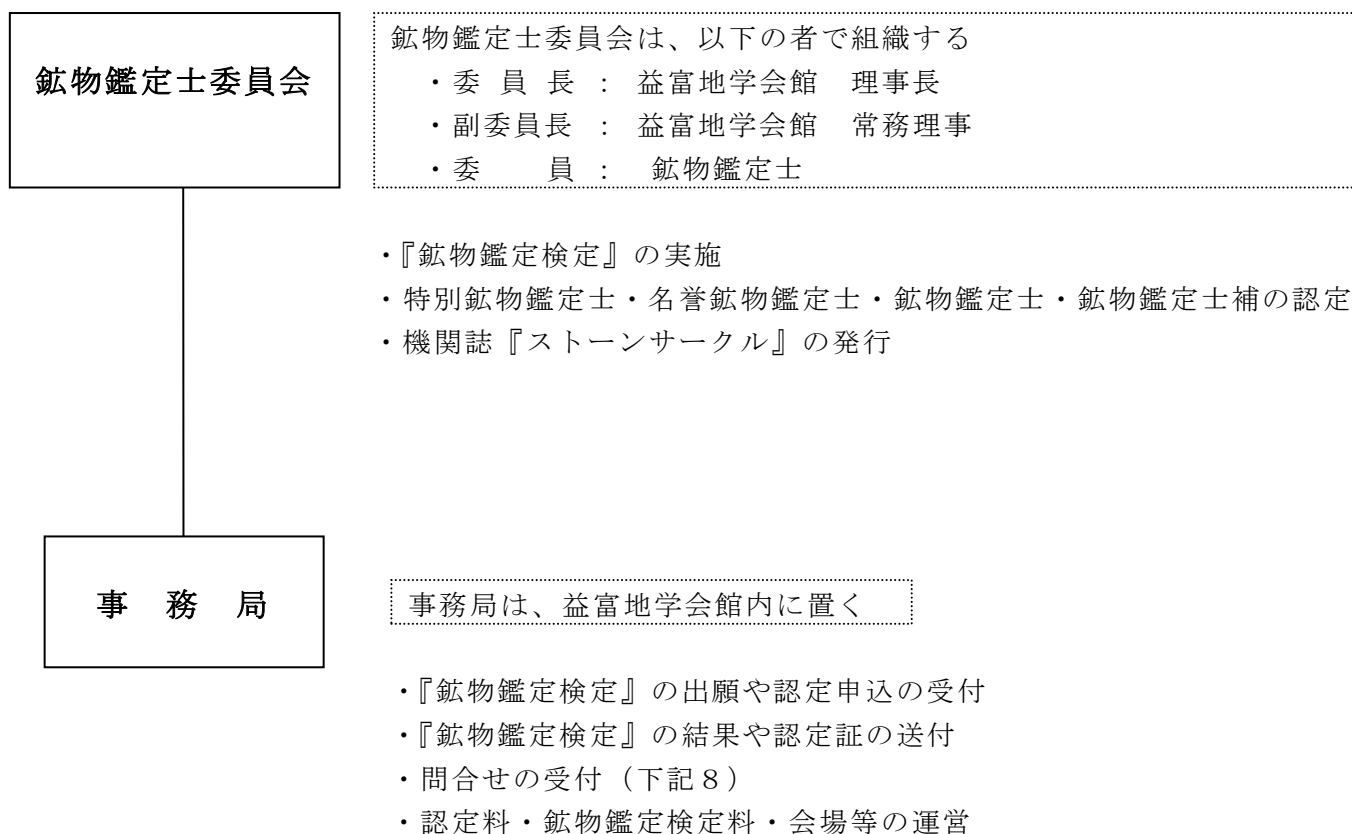 鉱物鑑定士委員会
鉱物鑑定士委員会は、以下の者で組織する
・委 員 長 : 益富地学会館 理事長
・副委員長 : 益富地学会館 常務理事
・委 員 : 鉱物鑑定士
・『鉱物鑑定検定』の実施
・特別鉱物鑑定士・名誉鉱物鑑定士・鉱物鑑定士・鉱物鑑定士補の認定
・機関誌『ストーンサークル』の発行
事 務 局
事務局は、益富地学会館内に置く
・『鉱物鑑定検定』の出願や認定申込の受付
・『鉱物鑑定検定』の結果や認定証の送付
・問合せの受付(下記8)
・認定料・鉱物鑑定検定料・会場等の運営